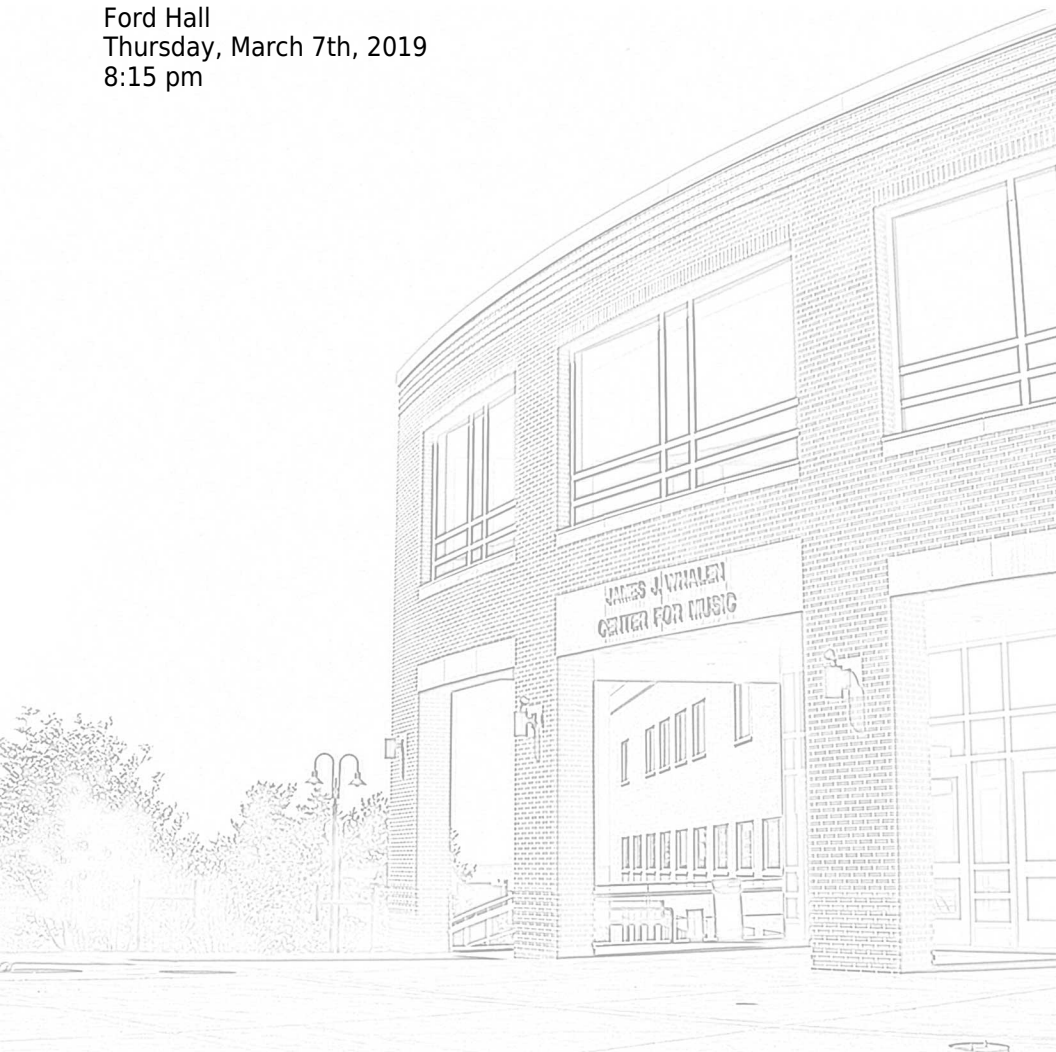 Ford Hall
Thursday, March 7th, 2019
8:15 pm
JAMES J. WHALEN
CENTER FOR MUSIC